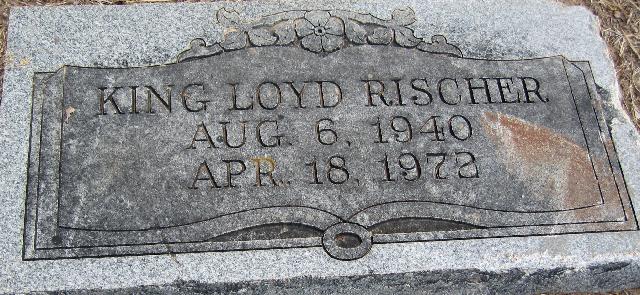 KING LOYD RISCHER
AUG. 6, 1940
APR. 18, 1972